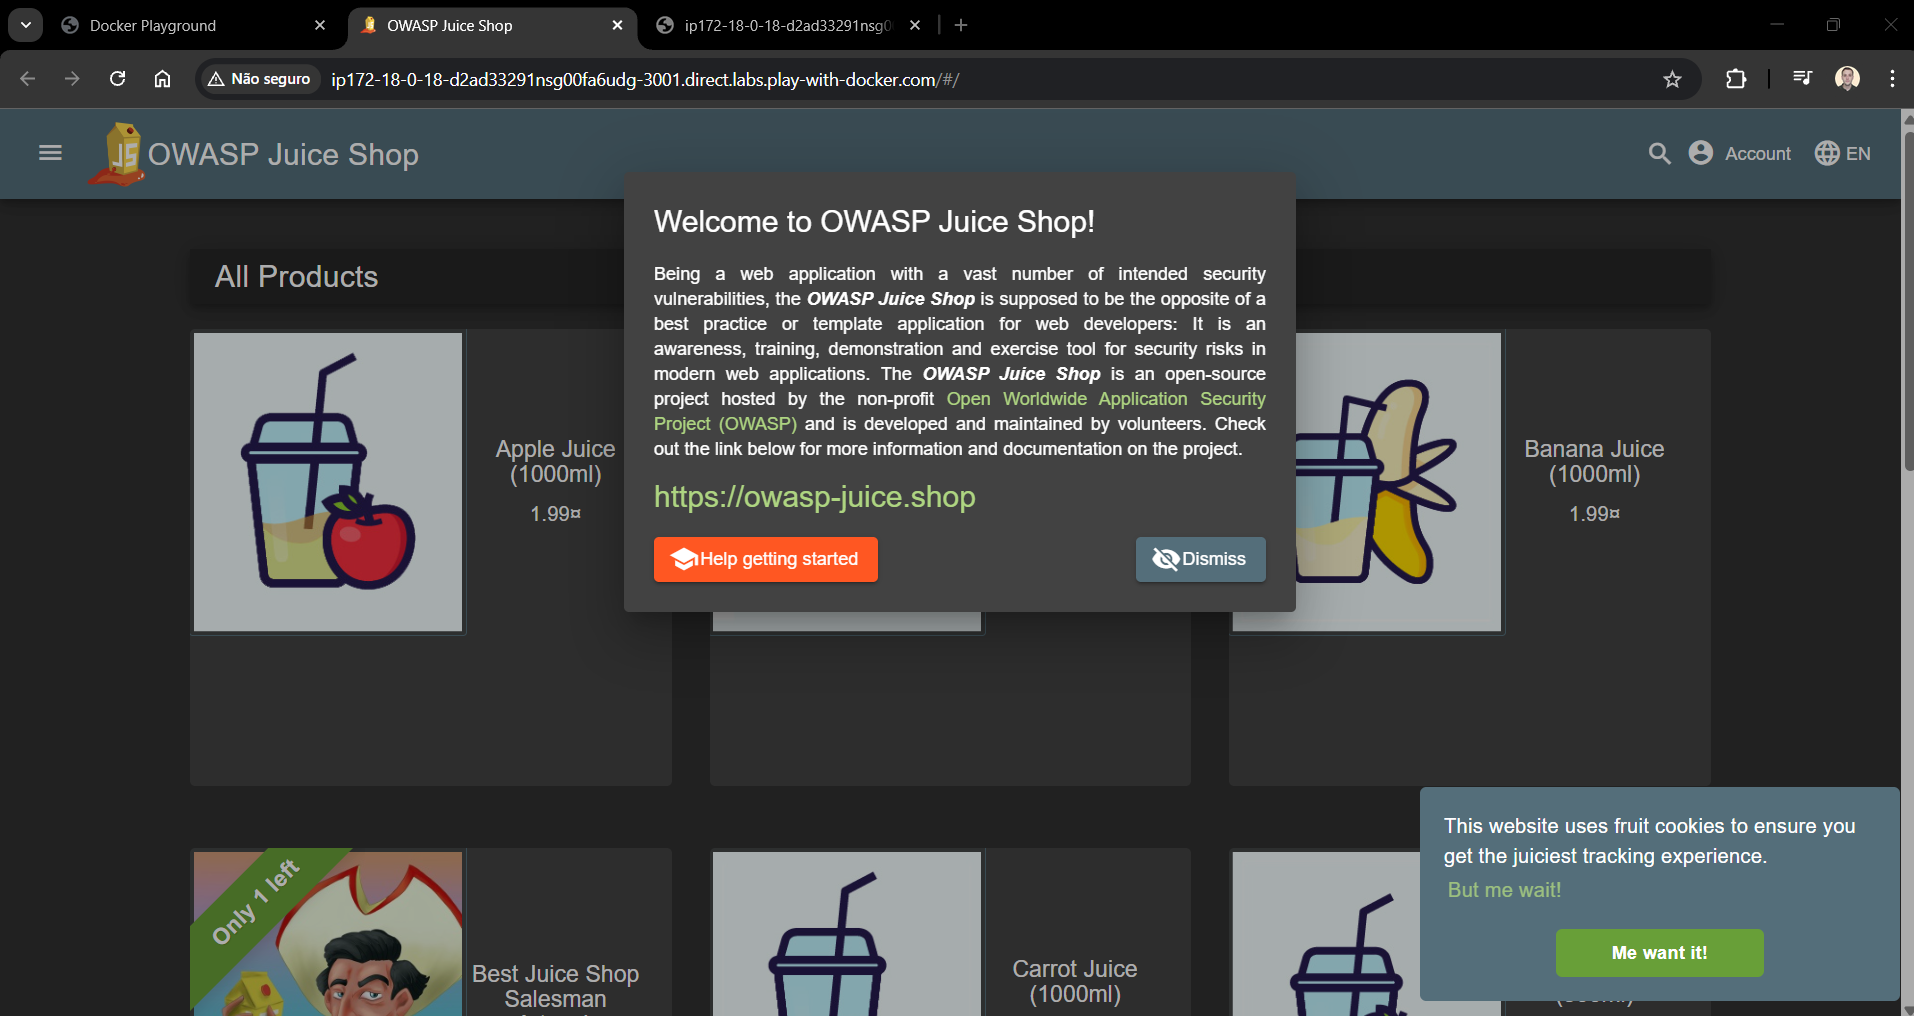 Docker Playground
OWASP Juice Shop
ip172-18-0-18-d2ad33291nsg0
Não seguro
ip172-18-0-18-d2ad33291nsg00fa6udg-3001.direct.labs.play-with-docker.com/#/
JS
OWASP Juice Shop
Account
EN
Welcome to OWASP Juice Shop!
Being a web application with a vast number of intended security
vulnerabilities, the OWASP Juice Shop is supposed to be the opposite of a
best practice or template application for web developers: It is an
awareness, training, demonstration and exercise tool for security risks in
modern web applications. The OWASP Juice Shop is an open-source
project hosted by the non-profit Open Worldwide Application Security
Project (OWASP) and is developed and maintained by volunteers. Check
out the link below for more information and documentation on the project.
https://owasp-juice.shop
Help getting started
Dismiss
All Products
Apple Juice
(1000ml)
1.99¤
Banana Juice
(1000ml)
1.99¤
Only 1 left
Best Juice Shop
Salesman
Carrot Juice
(1000ml)
This website uses fruit cookies to ensure you
get the juiciest tracking experience.
But me wait!
Me want it!